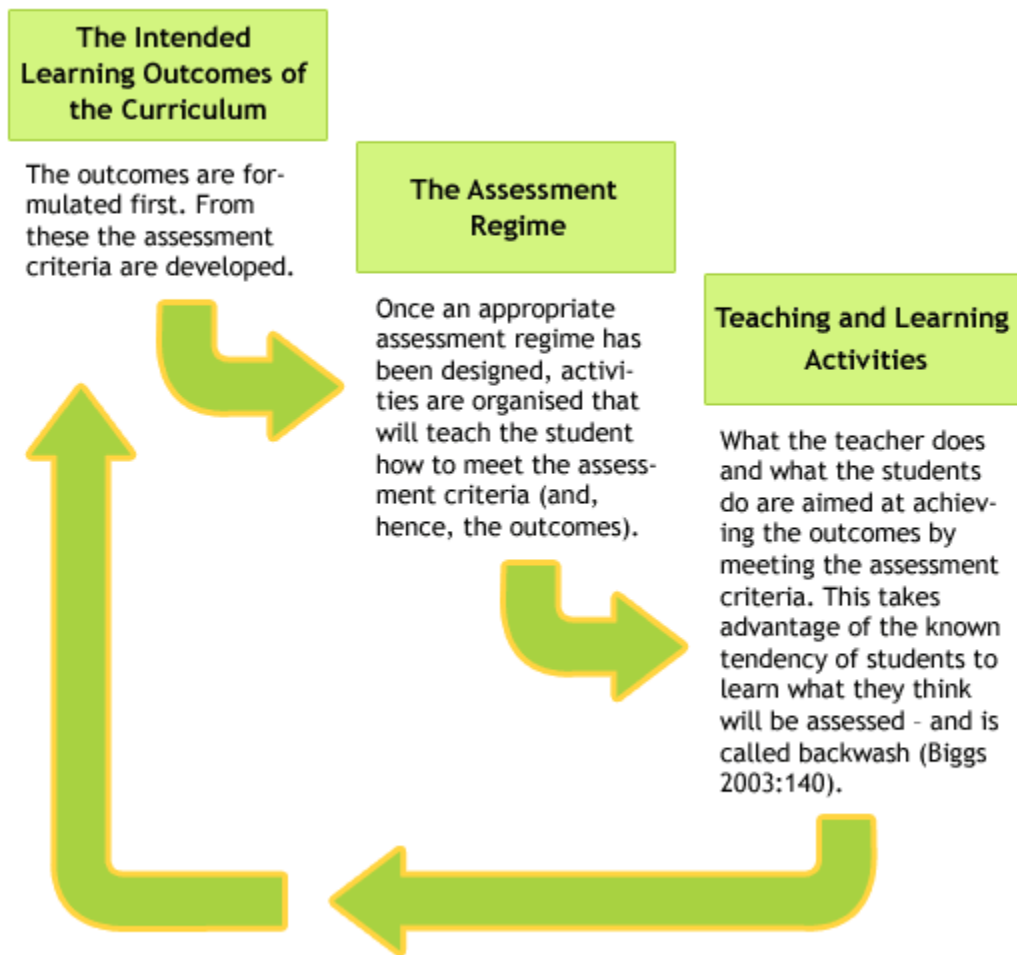 The Intended
Learning Outcomes of
the Curriculum
The outcomes are for-
mulated first. From
these the assessment
criteria are developed.
The Assessment
Regime
Once an appropriate
assessment regime has
been designed, activi-
ties are organised that
will teach the student
how to meet the assess-
ment criteria (and,
hence, the outcomes).
Teaching and Learning
Activities
What the teacher does
and what the students
do are aimed at achiev-
ing the outcomes by
meeting the assessment
criteria. This takes
advantage of the known
tendency of students to
learn what they think
will be assessed – and is
called backwash (Biggs
2003:140).